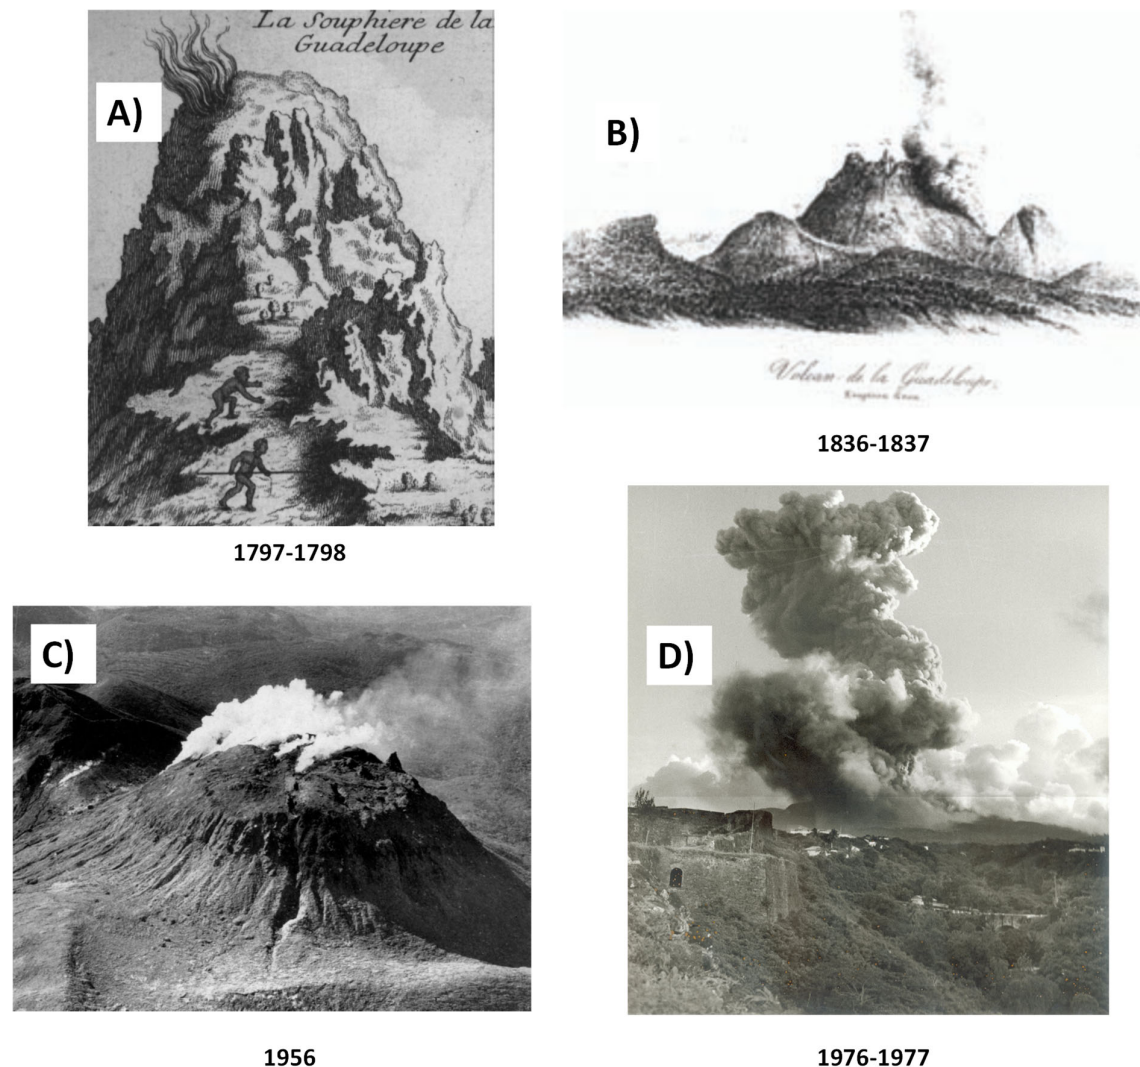 La Souphiere de la
Guadeloupe
A)
1797-1798
B)
Volcan de la Guadeloupe
1836-1837
C)
1956
D)
1976-1977